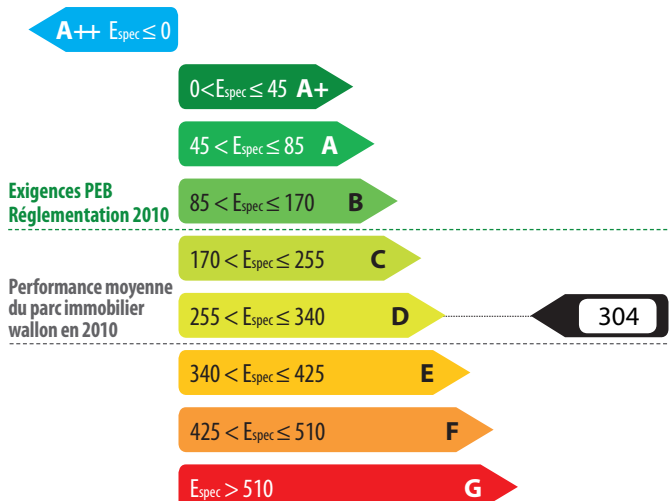 A++ Espec ≤ 0
0 < Espec ≤ 45 A+
45 < Espec ≤ 85 A
Exigences PEB
Réglementation 2010
85 < Espec ≤ 170 B
170 < Espec ≤ 255 C
Performance moyenne
du parc immobilier
wallon en 2010
255 < Espec ≤ 340 D
304
340 < Espec ≤ 425 E
425 < Espec ≤ 510 F
Espec > 510 G